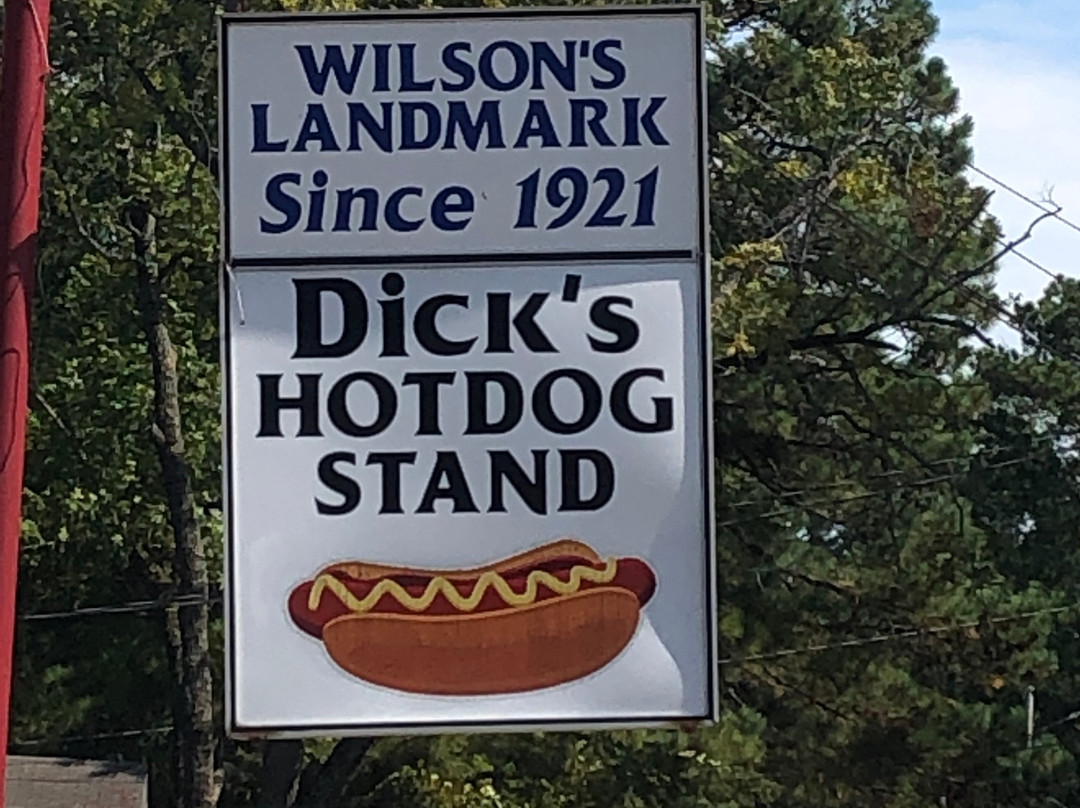 WILSON'S
LANDMARK
Since 1921
Dick's
HOTDOG
STAND